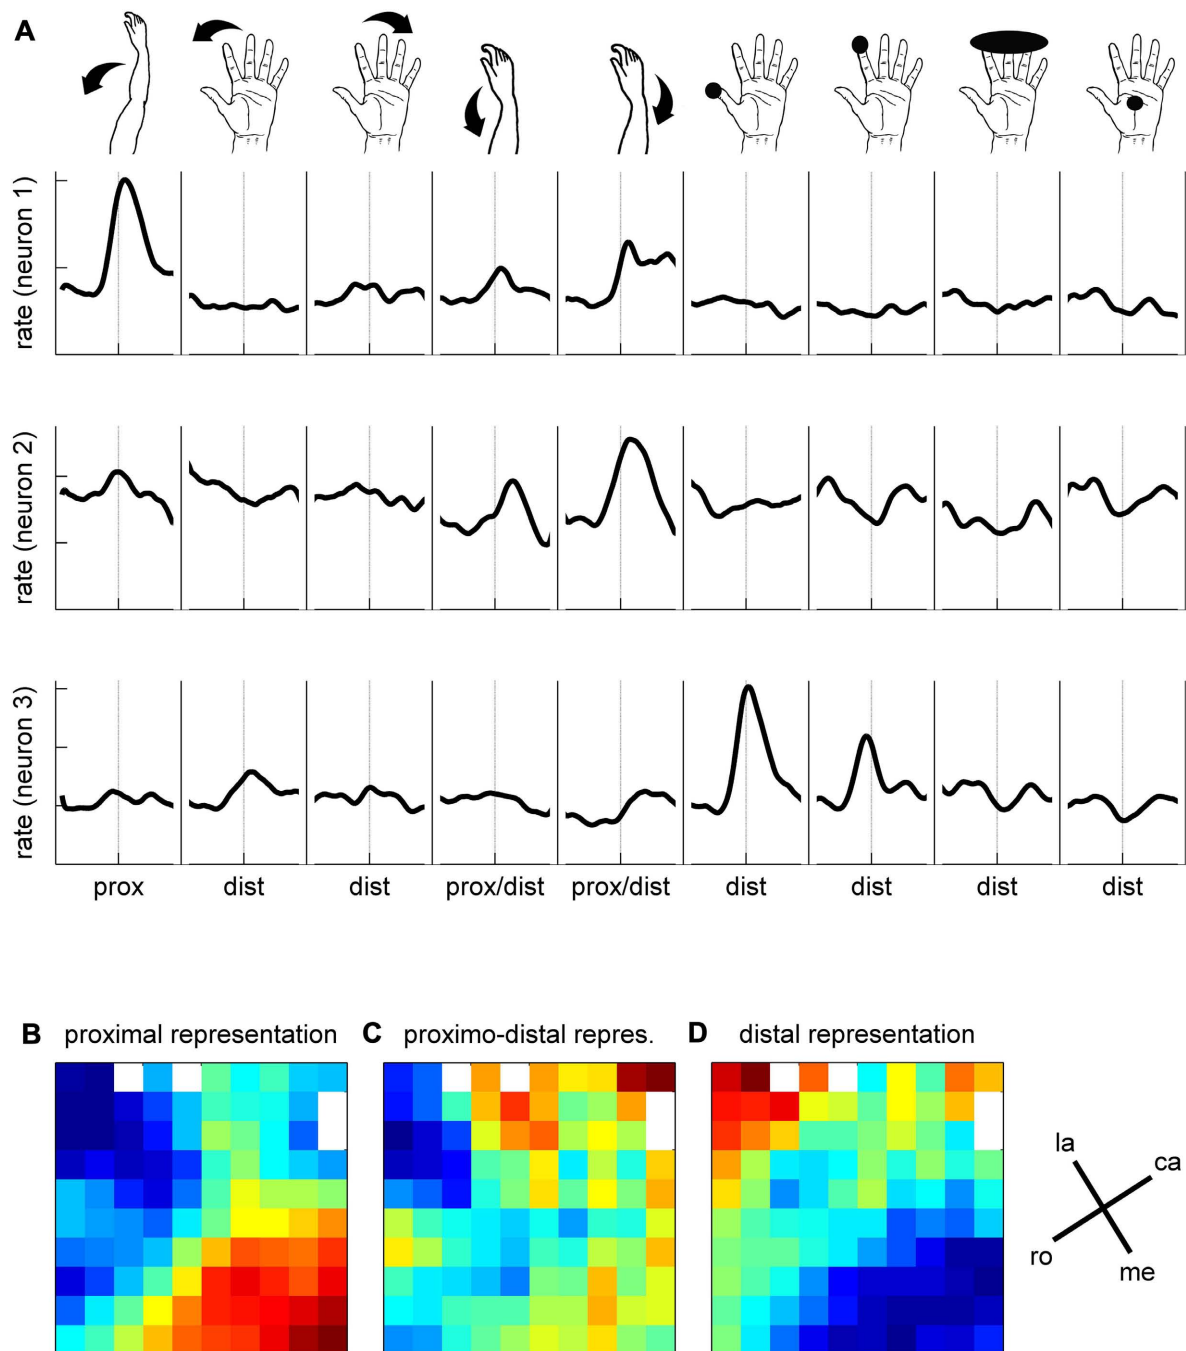 A
rate (neuron 1)
rate (neuron 2)
rate (neuron 3)
prox dist dist prox/dist prox/dist dist dist dist dist
B proximal representation C proximo-distal repres. D distal representation
la
ca
ro
me